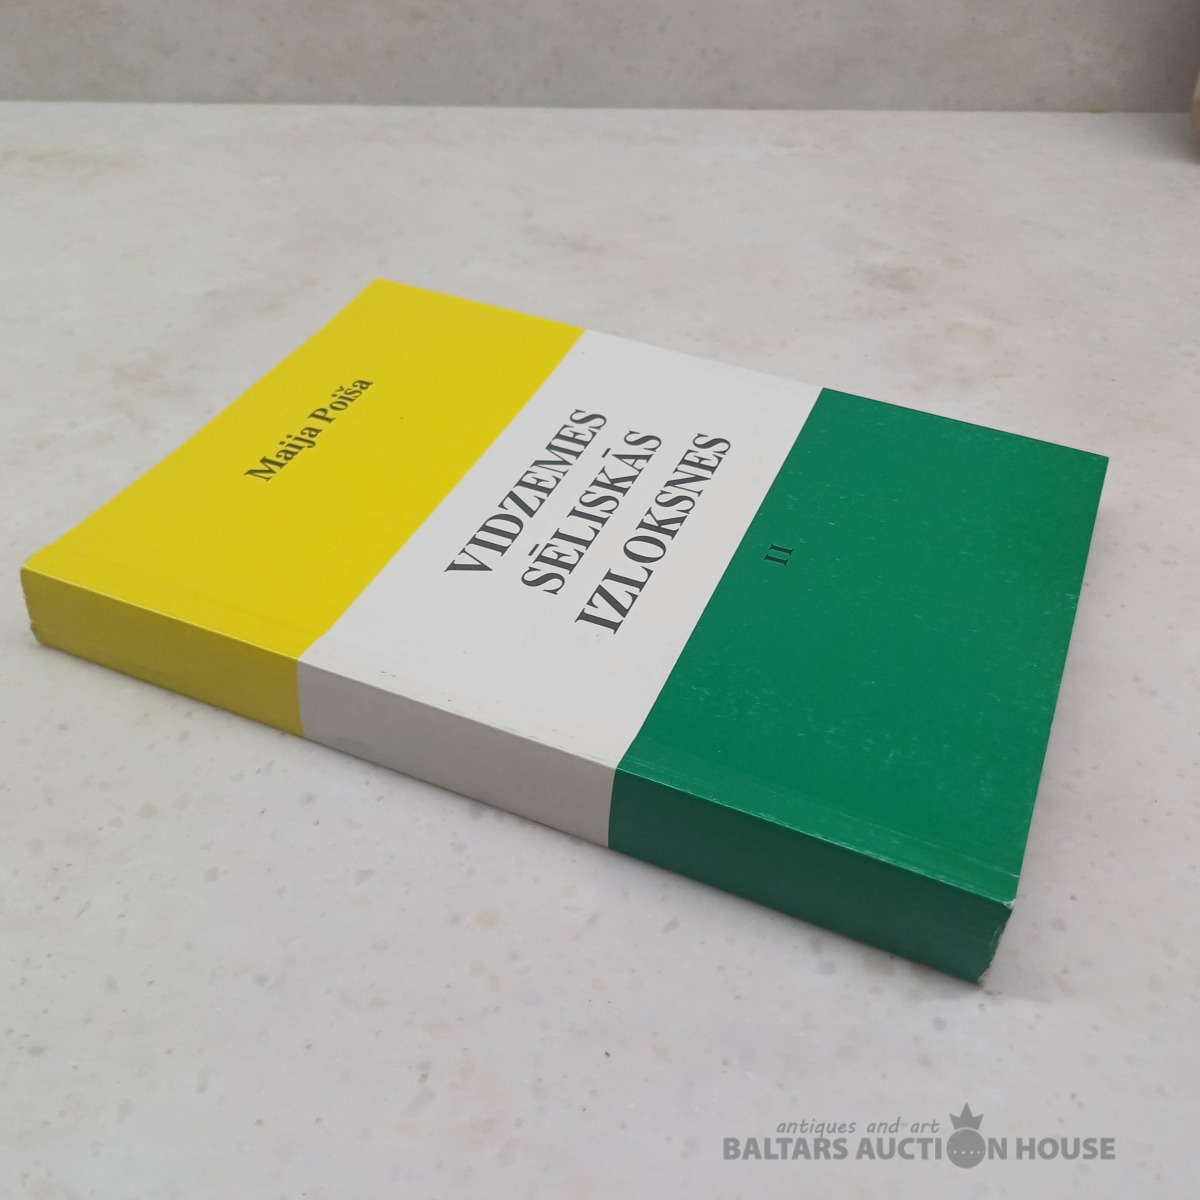 Maija Poiša
VIDZEMES
SĒLISKĀS
IZLOKSNES
II
antiques and art
BALTARS AUCTION HOUSE